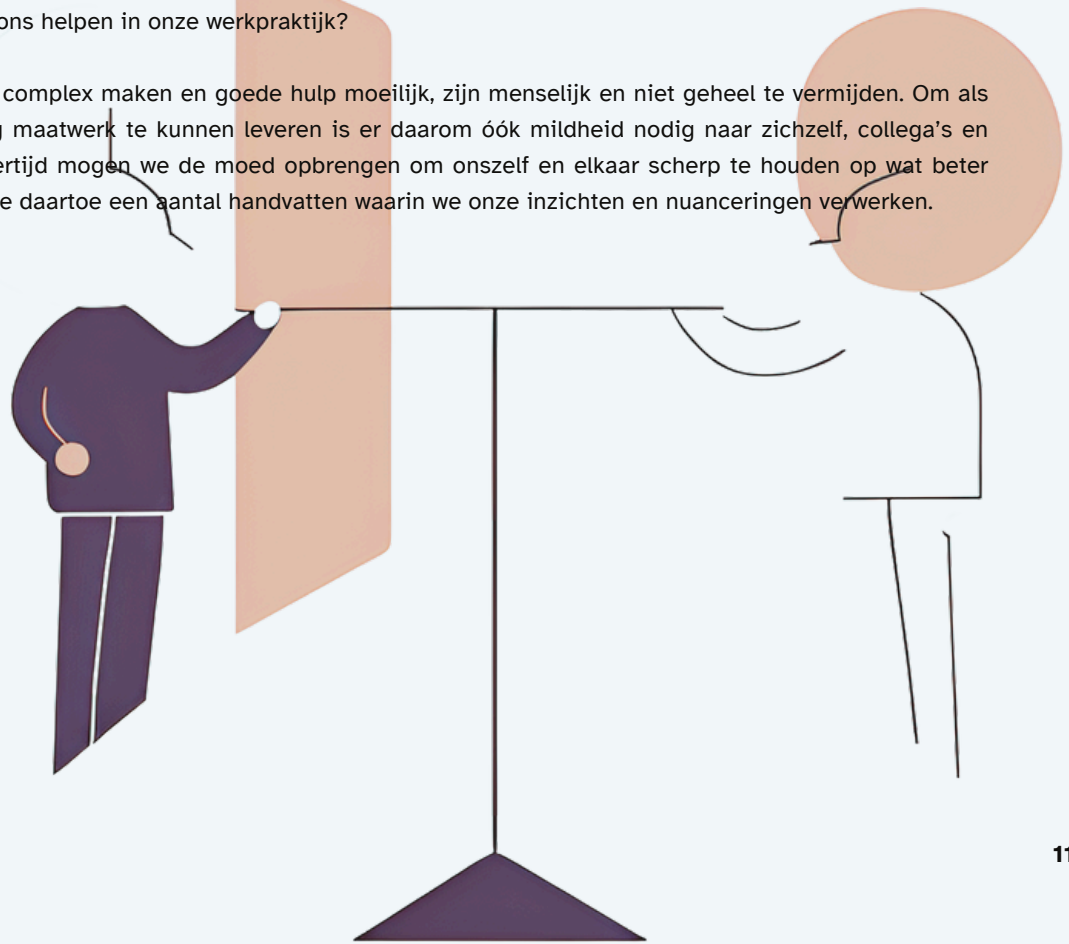 ons helpen in onze werkpraktijk?
complex maken en goede hulp moeilijk, zijn menselijk en niet geheel te vermijden. Om als
maatwerk te kunnen leveren is er daarom óók mildheid nodig naar zichzelf, collega's en
mogen we de moed opbrengen om onszelf en elkaar scherp te houden op wat beter
daartoe een aantal handvatten waarin we onze inzichten en nuanceringen verwerken.
11